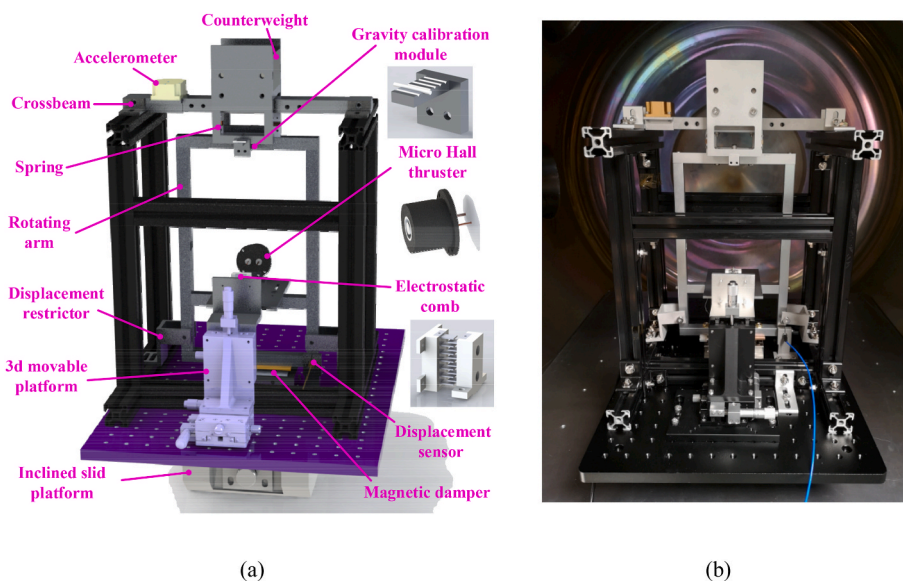 Counterweight
Gravity calibration
module
Accelerometer
Crossbeam
Micro Hall
thruster
Spring
Rotating
arm
Electrostatic
comb
Displacement
restrictor
3d movable
platform
Displacement
sensor
Inclined slid
platform
Magnetic damper
(a)
(b)